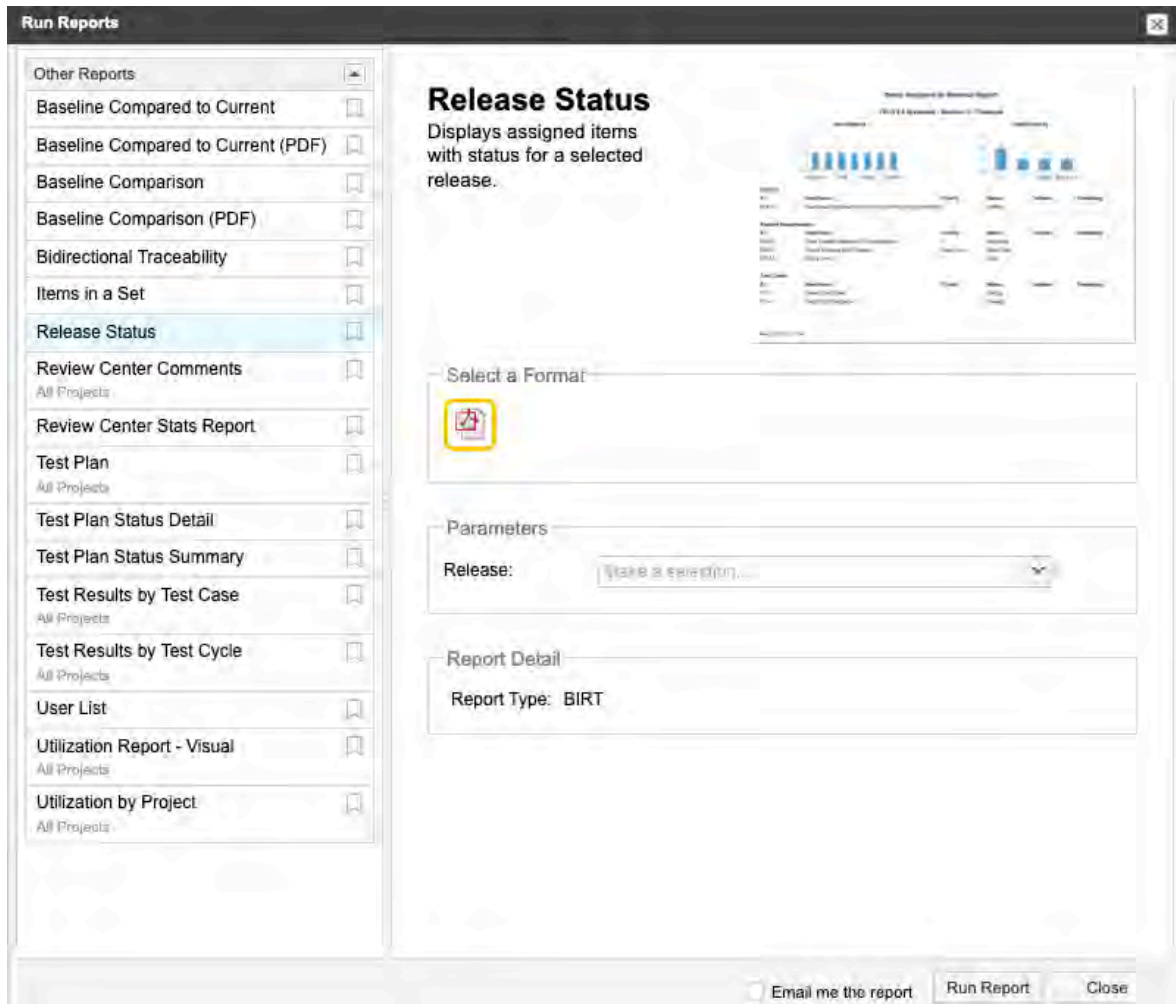 Run Reports
Other Reports
Baseline Compared to Current
Baseline Compared to Current (PDF)
Baseline Comparison
Baseline Comparison (PDF)
Bidirectional Traceability
Items in a Set
Release Status
Review Center Comments
All Projects
Review Center Stats Report
Test Plan
All Projects
Test Plan Status Detail
Test Plan Status Summary
Test Results by Test Case
All Projects
Test Results by Test Cycle
All Projects
User List
Utilization Report - Visual
All Projects
Utilization by Project
All Projects
Release Status
Displays assigned items
with status for a selected
release.
Select a Format
Parameters
Release: Make a selection...
Report Detail
Report Type: BIRT
Email me the report
Run Report
Close